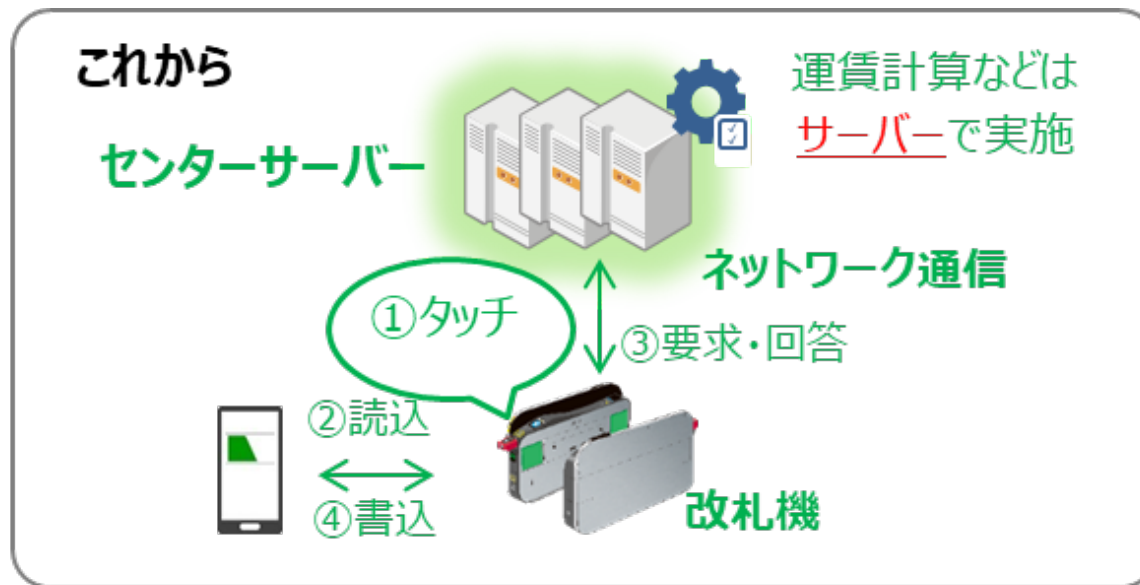 これから
運賃計算などは
サーバーで実施
センターサーバー
ネットワーク通信
①タッチ
③要求・回答
②読込
④書込
改札機